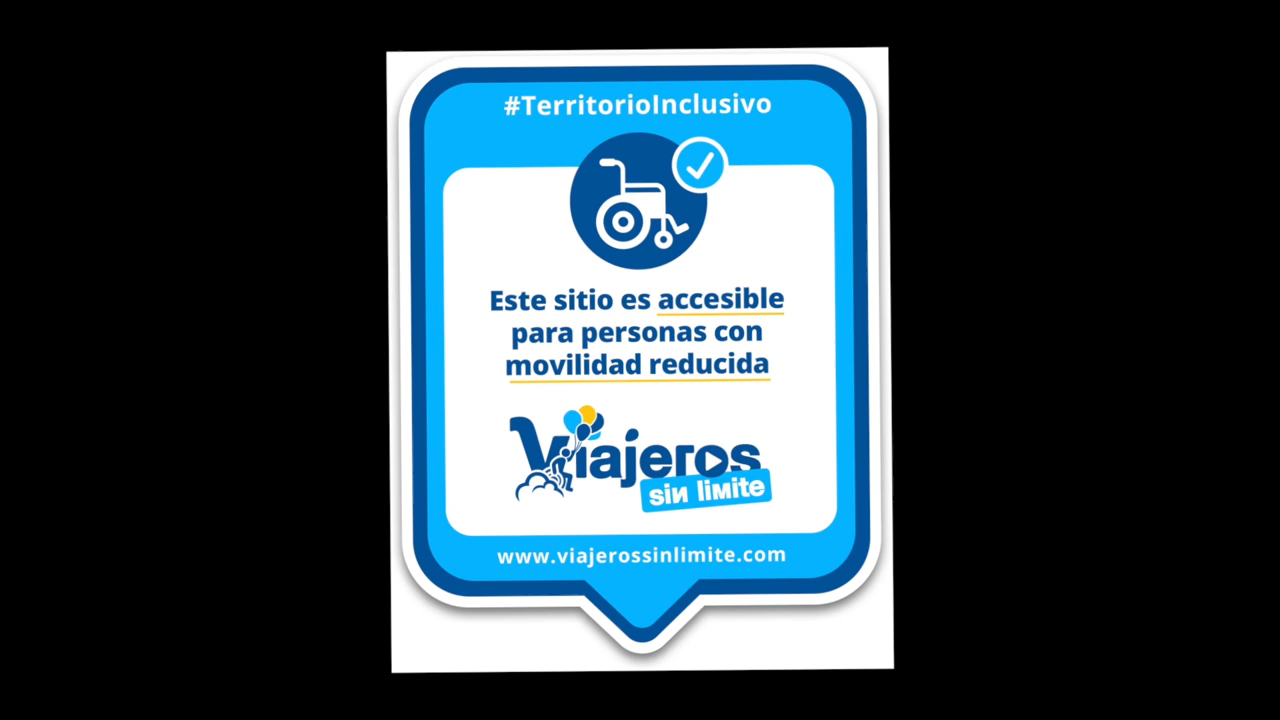 #TerritorioInclusivo
Este sitio es accesible
para personas con
movilidad reducida
Viajeros
sin limite
www.viajerossinlimite.com